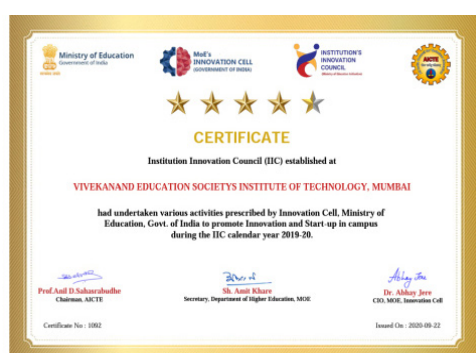 Ministry of Education
Government of India
MoE's
INNOVATION CELL
(GOVERNMENT OF INDIA)
INSTITUTION'S
INNOVATION
COUNCIL
AICTE
CERTIFICATE
Institution Innovation Council (IIC) established at
VIVEKANAND EDUCATION SOCIETYS INSTITUTE OF TECHNOLOGY, MUMBAI
had undertaken various activities prescribed by Innovation Cell, Ministry of
Education, Govt. of India to promote Innovation and Start-up in campus
during the IIC calendar year 2019-20.
Prof.Anil D.Sahasrabudhe
Chairman, AICTE
Sh. Amit Khare
Secretary, Department of Higher Education, MOE
Abhay Jere
Dr. Abhay Jere
CIO, MOE, Innovation Cell
Certificate No : 1092
Issued On : 2020-09-22